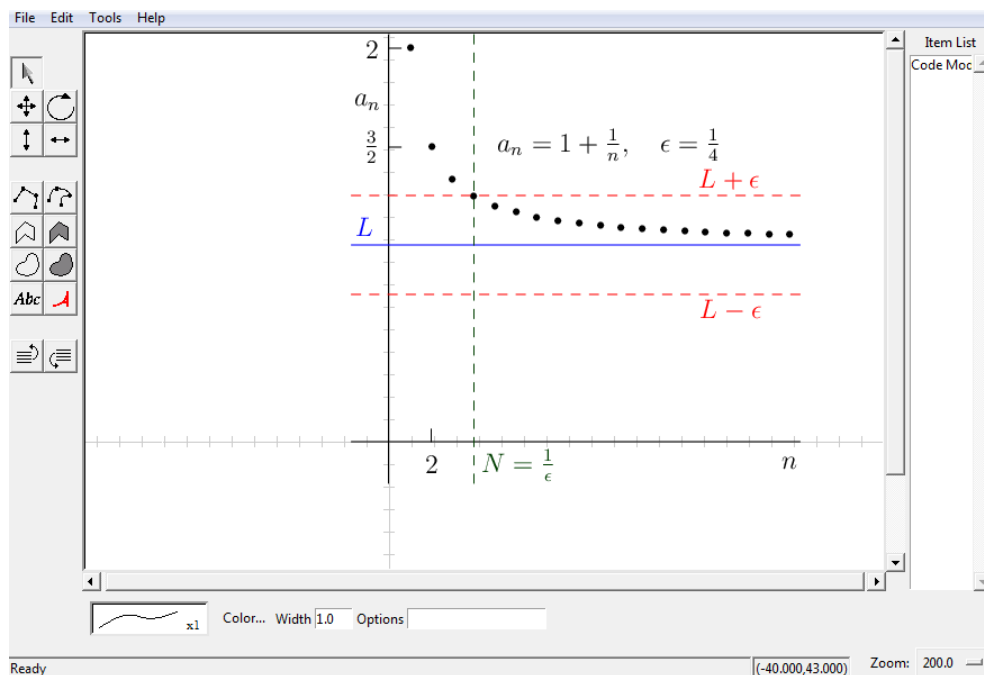 File Edit Tools Help
Item List
Code Moc
2
a_n
3/2
a_n = 1 + 1/n, ϵ = 1/4
L + ϵ
L
L − ϵ
2
N = 1/ϵ
n
Abc
x1
Color... Width 1.0 Options
Ready
(-40.000,43.000)
Zoom: 200.0